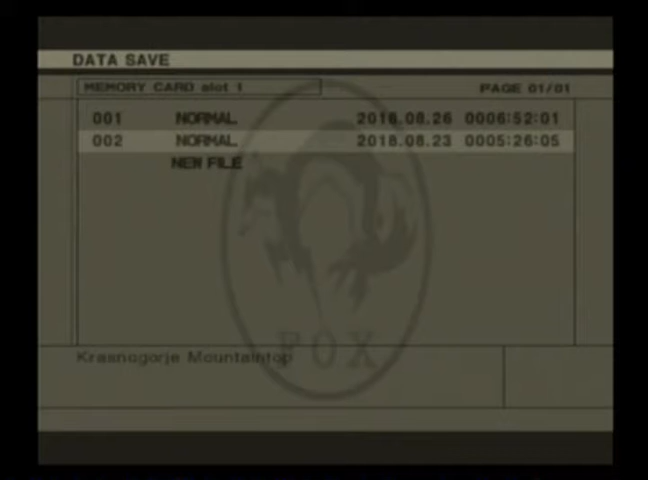 DATA SAVE
MEMORY CARD slot 1 PAGE 01/01
001 NORMAL 2018.08.26 0006:52:01
002 NORMAL 2018.08.23 0005:26:05
NEW FILE
FOX
Krasnogorje Mountaintop